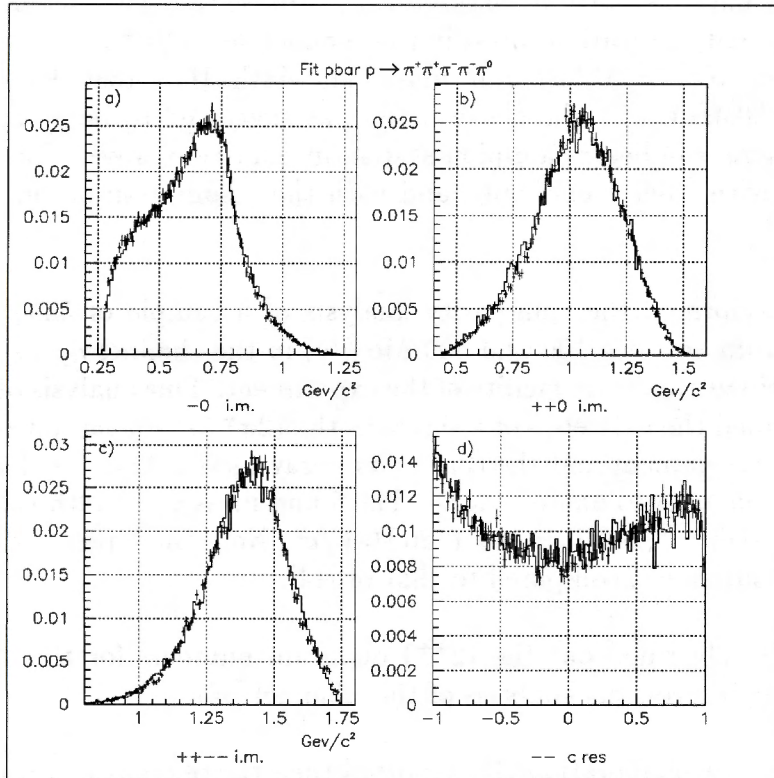 Fit pbar p → π⁺π⁺π⁻π⁻π⁰
a)
0.025
0.02
0.015
0.01
0.005
0
0.25 0.5 0.75 1 1.25
Gev/c²
−0 i.m.
b)
0.025
0.02
0.015
0.01
0.005
0
0.5 0.75 1 1.25 1.5
Gev/c²
++0 i.m.
c)
0.03
0.025
0.02
0.015
0.01
0.005
0
1 1.25 1.5 1.75
Gev/c²
++−− i.m.
d)
0.014
0.012
0.01
0.008
0.006
0.004
0.002
0
−1 −0.5 0 0.5 1
−− c res